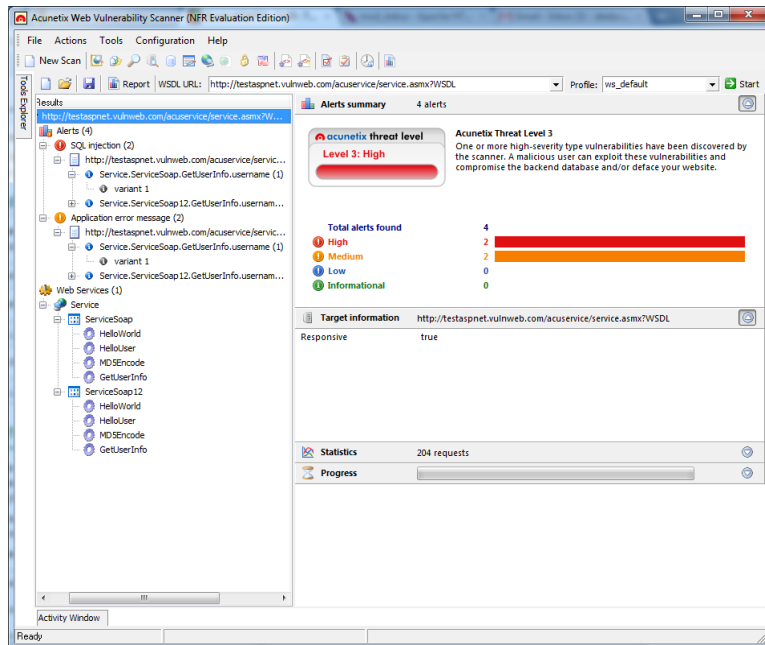 Acunetix Web Vulnerability Scanner (NFR Evaluation Edition)
File Actions Tools Configuration Help
New Scan
Report WSDL URL: http://testaspnet.vulnweb.com/acuservice/service.asmx?WSDL Profile: ws_default Start
Tools Explorer
Results
http://testaspnet.vulnweb.com/acuservice/service.asmx?W...
Alerts (4)
SQL injection (2)
http://testaspnet.vulnweb.com/acuservice/servic...
Service.ServiceSoap.GetUserInfo.username (1)
variant 1
Service.ServiceSoap12.GetUserInfo.usernam...
Application error message (2)
http://testaspnet.vulnweb.com/acuservice/servic...
Service.ServiceSoap.GetUserInfo.username (1)
variant 1
Service.ServiceSoap12.GetUserInfo.usernam...
Web Services (1)
Service
ServiceSoap
HelloWorld
HelloUser
MD5Encode
GetUserInfo
ServiceSoap12
HelloWorld
HelloUser
MD5Encode
GetUserInfo
Alerts summary 4 alerts
acunetix threat level
Level 3: High
Acunetix Threat Level 3
One or more high-severity type vulnerabilities have been discovered by
the scanner. A malicious user can exploit these vulnerabilities and
compromise the backend database and/or deface your website.
Total alerts found 4
High 2
Medium 2
Low 0
Informational 0
Target information http://testaspnet.vulnweb.com/acuservice/service.asmx?WSDL
Responsive true
Statistics 204 requests
Progress
Activity Window
Ready